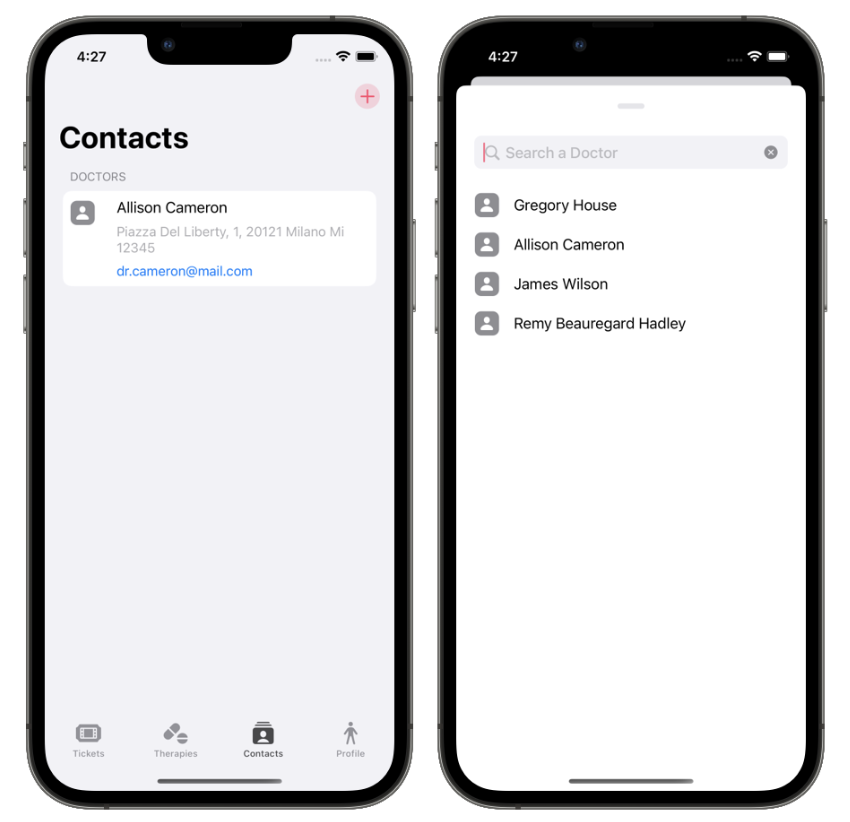 4:27
Contacts
DOCTORS
Allison Cameron
Piazza Del Liberty, 1, 20121 Milano Mi
12345
dr.cameron@mail.com
Tickets
Therapies
Contacts
Profile
4:27
Search a Doctor
Gregory House
Allison Cameron
James Wilson
Remy Beauregard Hadley